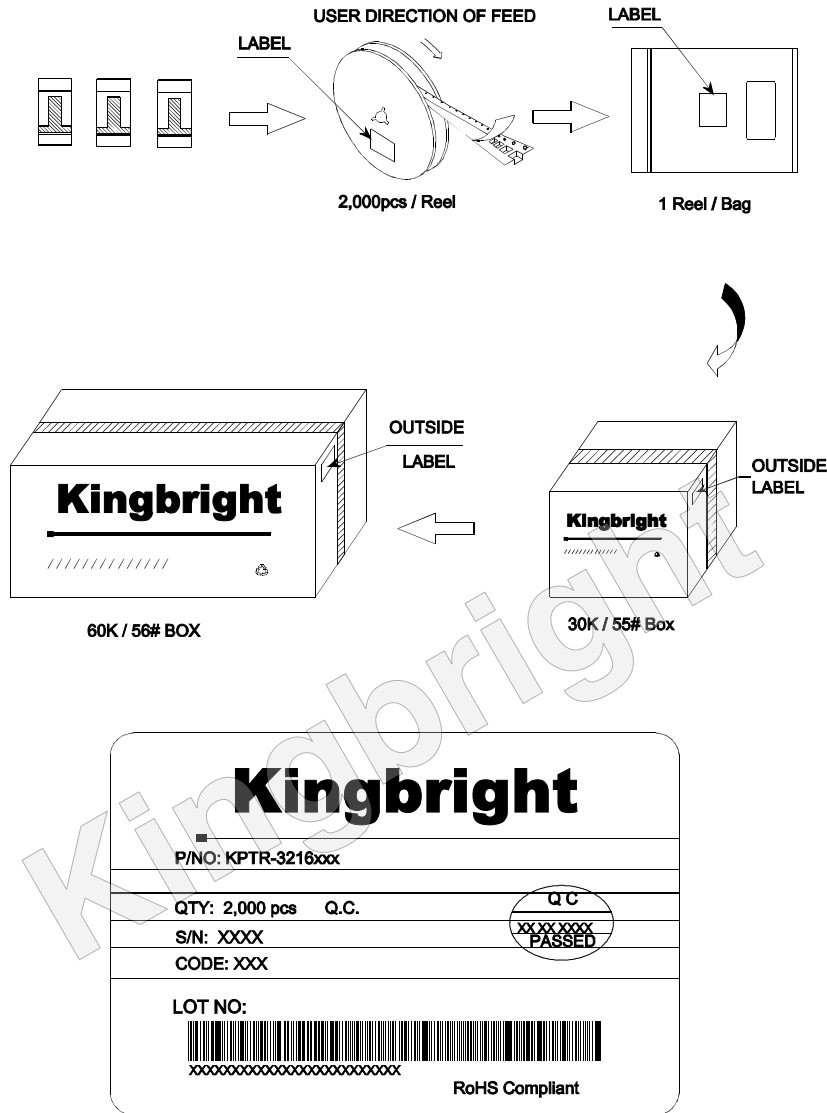 USER DIRECTION OF FEED
LABEL
LABEL
2,000pcs / Reel
1 Reel / Bag
OUTSIDE
LABEL
OUTSIDE
LABEL
Kingbright
Kingbright
60K / 56# BOX
30K / 55# Box
Kingbright
Kingbright
P/NO: KPTR-3216xxx
QTY: 2,000 pcs Q.C.
Q C
XX XX XXXX
PASSED
S/N: XXXX
CODE: XXX
LOT NO:
XXXXXXXXXXXXXXXXXXXXXXXXX
RoHS Compliant